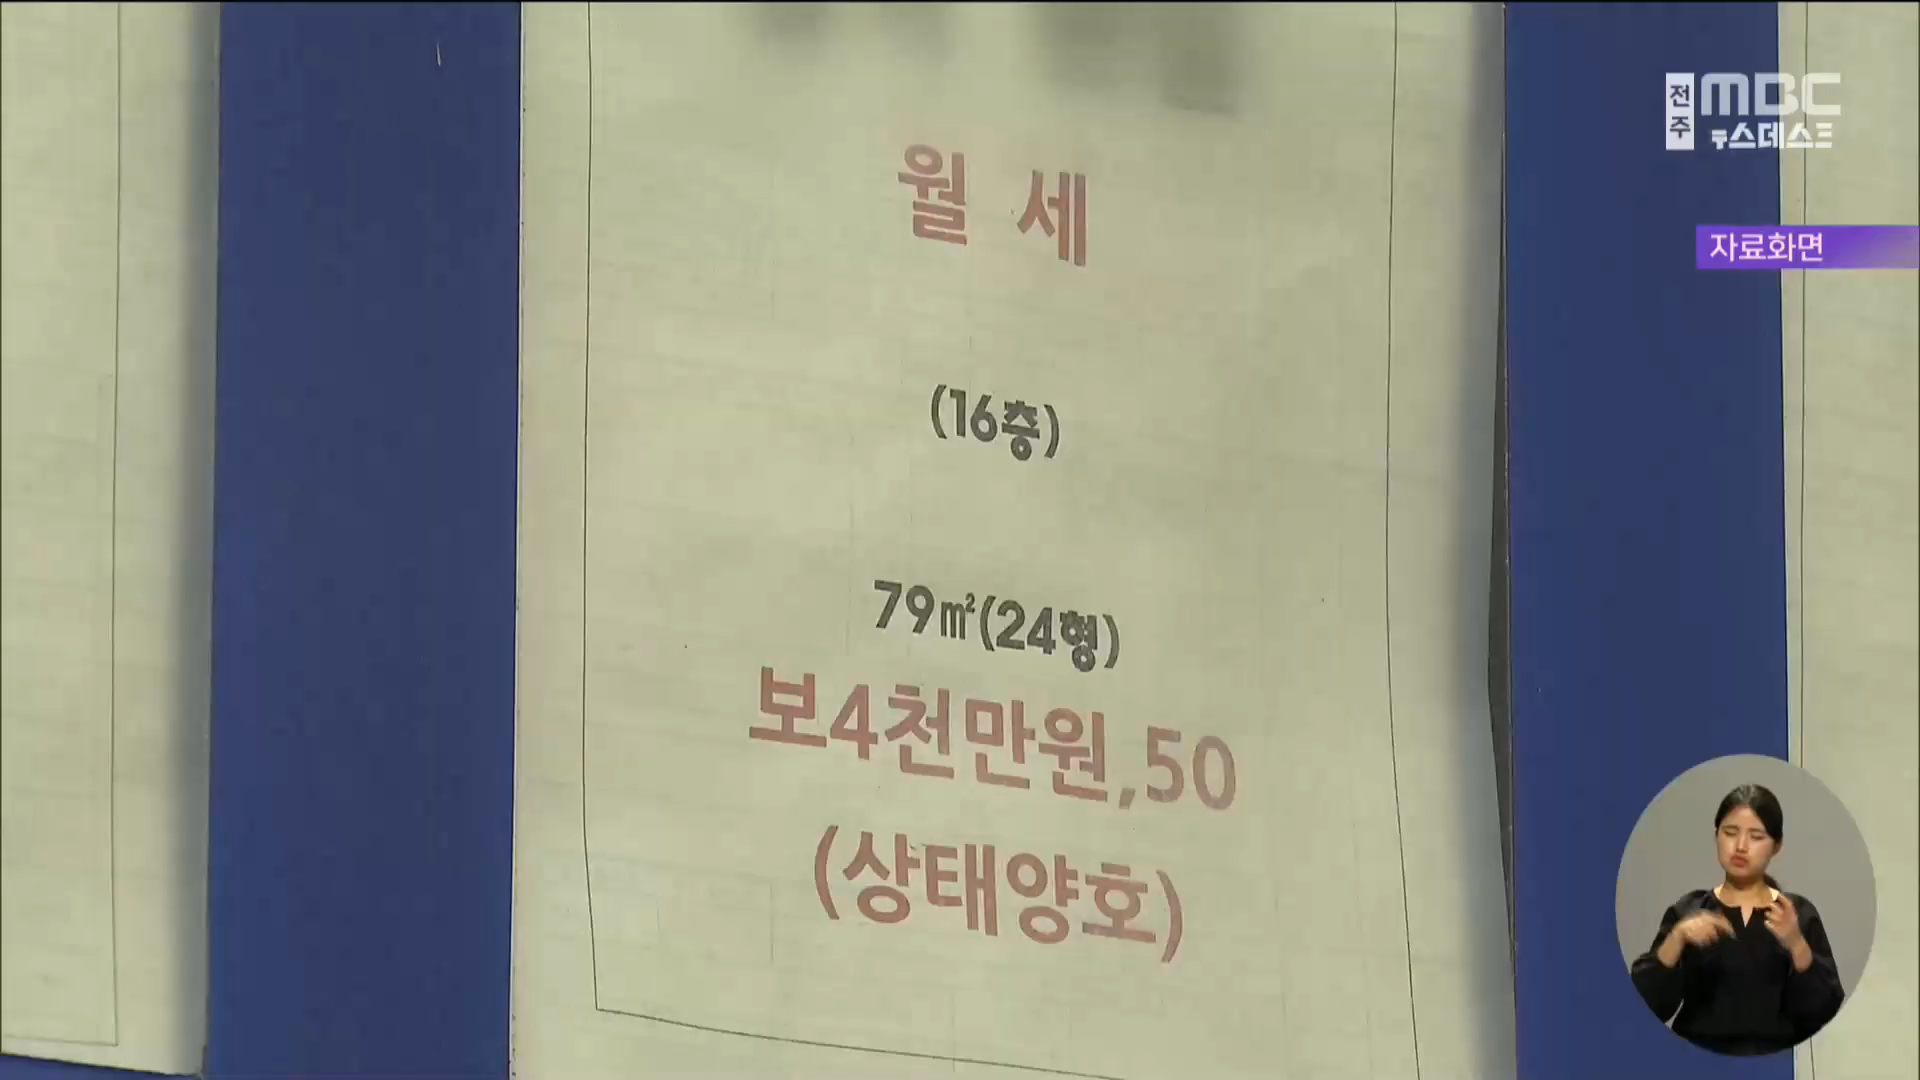 전주 MBC
뉴스데스크
자료화면
월 세
(16층)
79㎡(24형)
보4천만원,50
(상태양호)